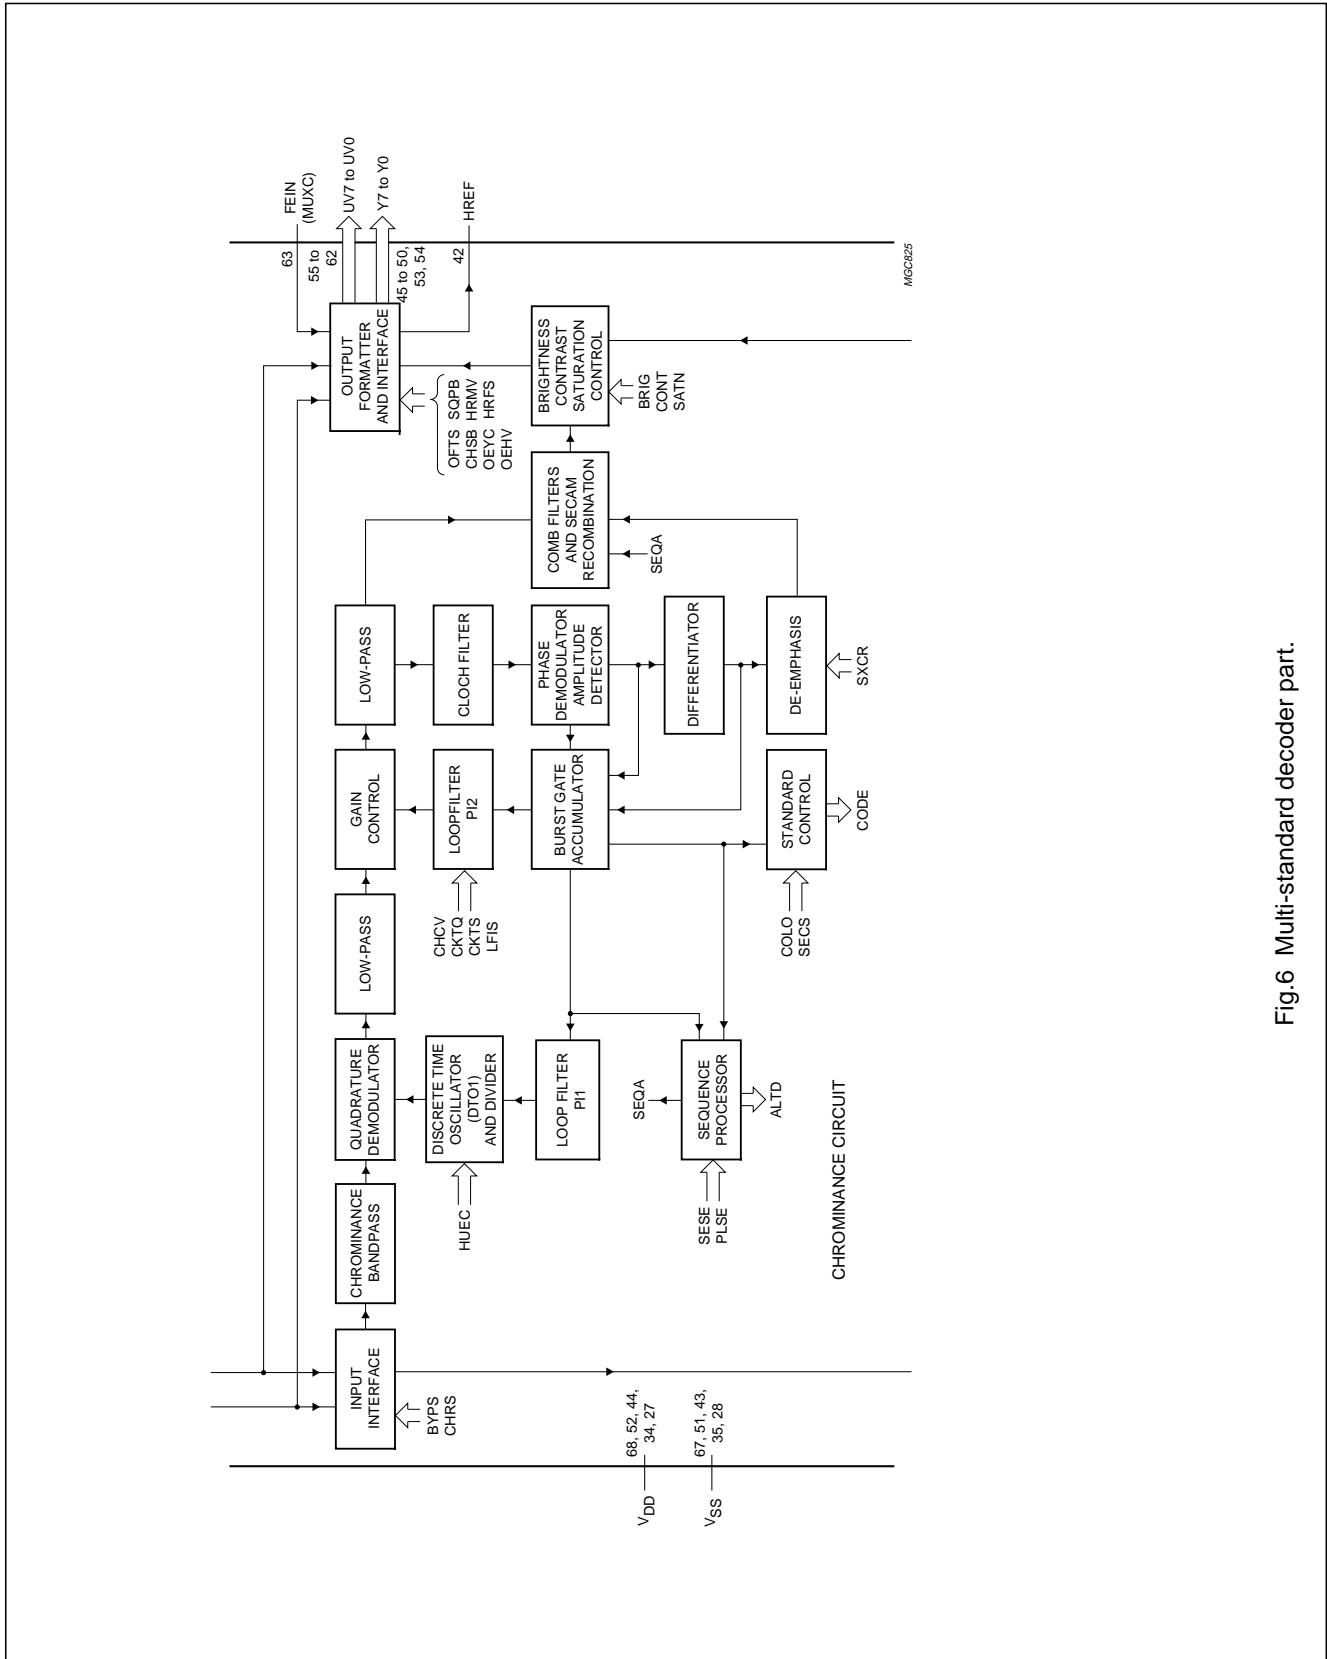 FEIN
(MUXC)
63
55 to
62
UV7 to UV0
Y7 to Y0
45 to 50,
53, 54
42
HREF
OUTPUT
FORMATTER
AND INTERFACE
OFTS SQPB
CHSB HRMV
OEYC HRFS
OEHV
BRIGHTNESS
CONTRAST
SATURATION
CONTROL
BRIG
CONT
SATN
COMB FILTERS
AND SECAM
RECOMBINATION
SEQA
LOW-PASS
CLOCH FILTER
PHASE
DEMODULATOR
AMPLITUDE
DETECTOR
DIFFERENTIATOR
DE-EMPHASIS
SXCR
GAIN
CONTROL
LOOPFILTER
PI2
CHCV
CKTQ
CKTS
LFIS
BURST GATE
ACCUMULATOR
STANDARD
CONTROL
COLO
SECS
CODE
LOW-PASS
QUADRATURE
DEMODULATOR
DISCRETE TIME
OSCILLATOR
(DTO1)
AND DIVIDER
HUEC
LOOP FILTER
PI1
SEQA
SEQUENCE
PROCESSOR
ALTD
SESE
PLSE
CHROMINANCE
BANDPASS
INPUT
INTERFACE
BYPS
CHRS
CHROMINANCE CIRCUIT
68, 52, 44,
34, 27
VDD
67, 51, 43,
35, 28
VSS
MGC825
Fig.6 Multi-standard decoder part.